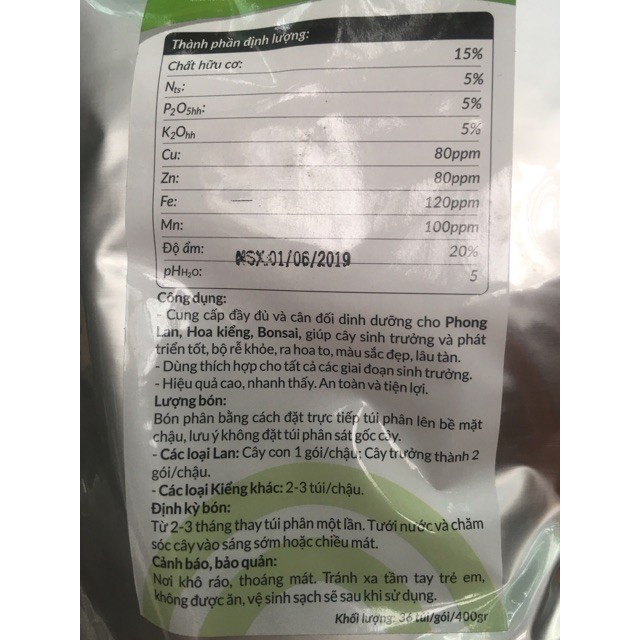 Thành phần định lượng:
Chất hữu cơ: 15%
Nts: 5%
P2O5hh: 5%
K2Ohh 5%
Cu: 80ppm
Zn: 80ppm
Fe: 120ppm
Mn: 100ppm
Độ ẩm: 20%
NSX.01/06/2019
pHH2O: 5
Công dụng:
- Cung cấp đầy đủ và cân đối dinh dưỡng cho Phong
Lan, Hoa kiểng, Bonsai, giúp cây sinh trưởng và phát
triển tốt, bộ rễ khỏe, ra hoa to, màu sắc đẹp, lâu tàn.
- Dùng thích hợp cho tất cả các giai đoạn sinh trưởng.
- Hiệu quả cao, nhanh thấy. An toàn và tiện lợi.
Lượng bón:
Bón phân bằng cách đặt trực tiếp túi phân lên bề mặt
chậu, lưu ý không đặt túi phân sát gốc cây.
- Các loại Lan: Cây con 1 gói/chậu; Cây trưởng thành 2
gói/chậu.
- Các loại Kiểng khác: 2-3 túi/chậu.
Định kỳ bón:
Từ 2-3 tháng thay túi phân một lần. Tưới nước và chăm
sóc cây vào sáng sớm hoặc chiều mát.
Cảnh báo, bảo quản:
Nơi khô ráo, thoáng mát. Tránh xa tầm tay trẻ em,
không được ăn, vệ sinh sạch sẽ sau khi sử dụng.
Khối lượng: 36 túi/gói/400gr